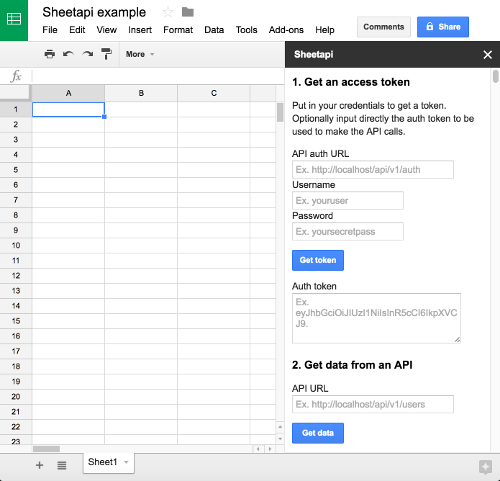 Sheetapi example
File Edit View Insert Format Data Tools Add-ons Help
Comments
Share
More
fx
A B C
1
2
3
4
5
6
7
8
9
10
11
12
13
14
15
16
17
18
19
20
21
22
23
Sheet1
Sheetapi
1. Get an access token
Put in your credentials to get a token.
Optionally input directly the auth token to be
used to make the API calls.
API auth URL
Ex. http://localhost/api/v1/auth
Username
Ex. youruser
Password
Ex. yoursecretpass
Get token
Auth token
Ex.
eyJhbGciOiJIUzI1NiIsInR5cCI6IkpXVC
J9.
2. Get data from an API
API URL
Ex. http://localhost/api/v1/users
Get data